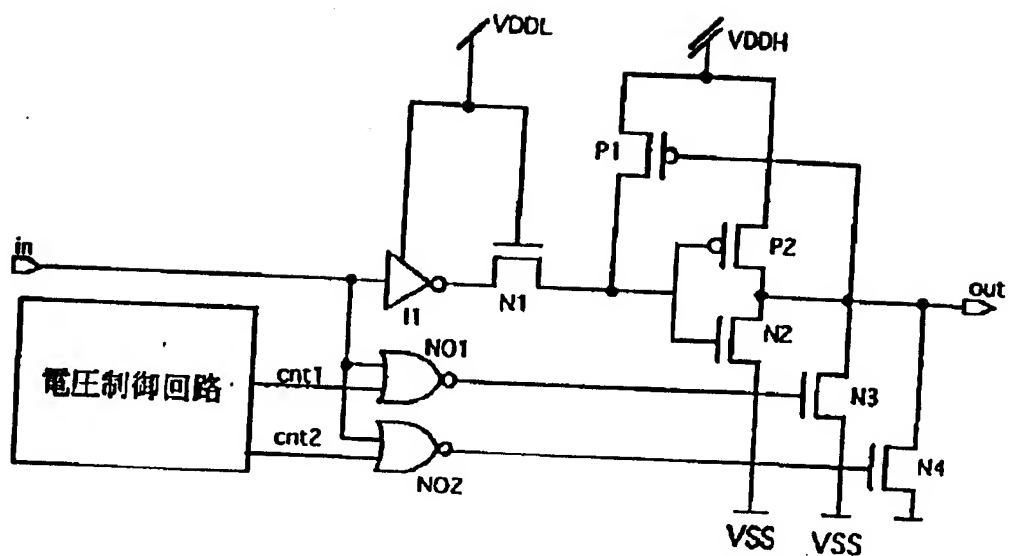 VDDL
VDDH
P1
in
P2
I1
N1
out
N2
NO1
電圧制御回路
cnt1
N3
cnt2
NO2
N4
VSS
VSS